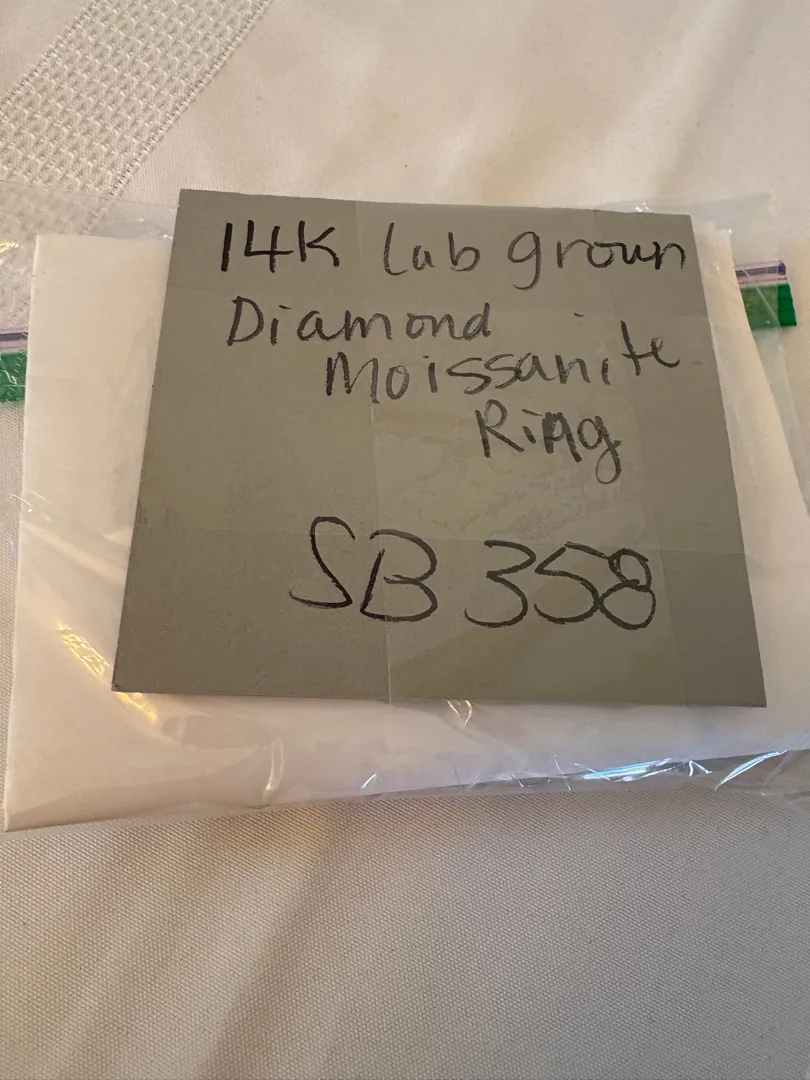 14K lab grown
Diamond
Moissanite
Ring
SB 358